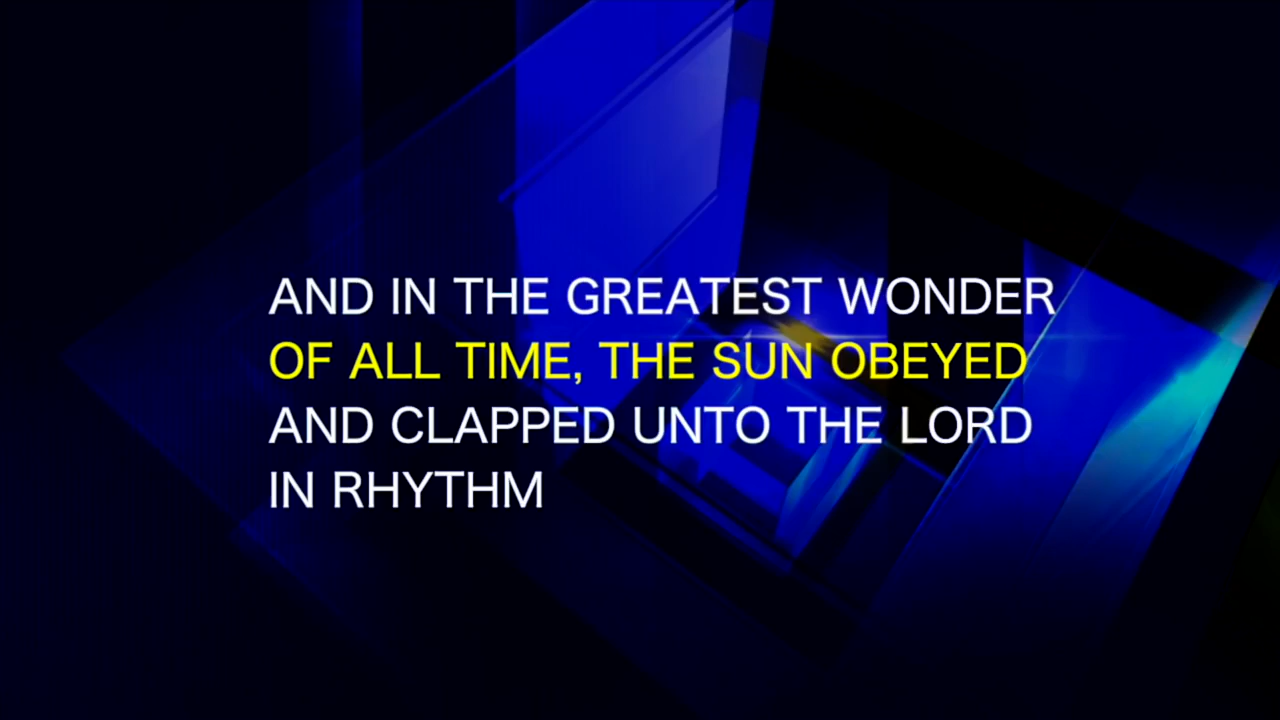 AND IN THE GREATEST WONDER
OF ALL TIME, THE SUN OBEYED
AND CLAPPED UNTO THE LORD
IN RHYTHM